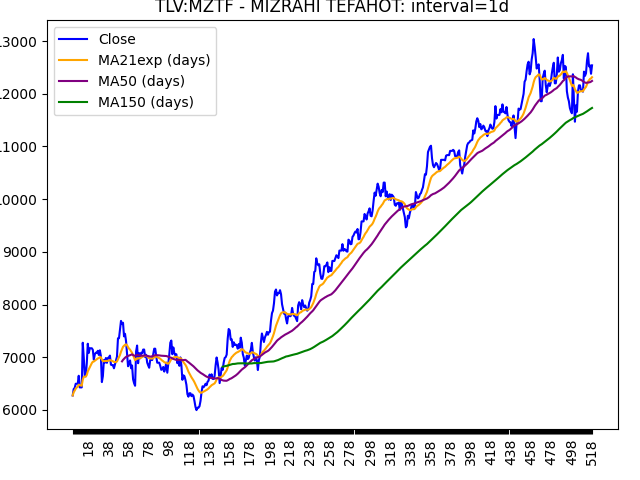 TLV:MZTF - MIZRAHI TEFAHOT: interval=1d
Close
MA21exp (days)
MA50 (days)
MA150 (days)
13000
12000
11000
10000
9000
8000
7000
6000
18 38 58 78 98 118 138 158 178 198 218 238 258 278 298 318 338 358 378 398 418 438 458 478 498 518